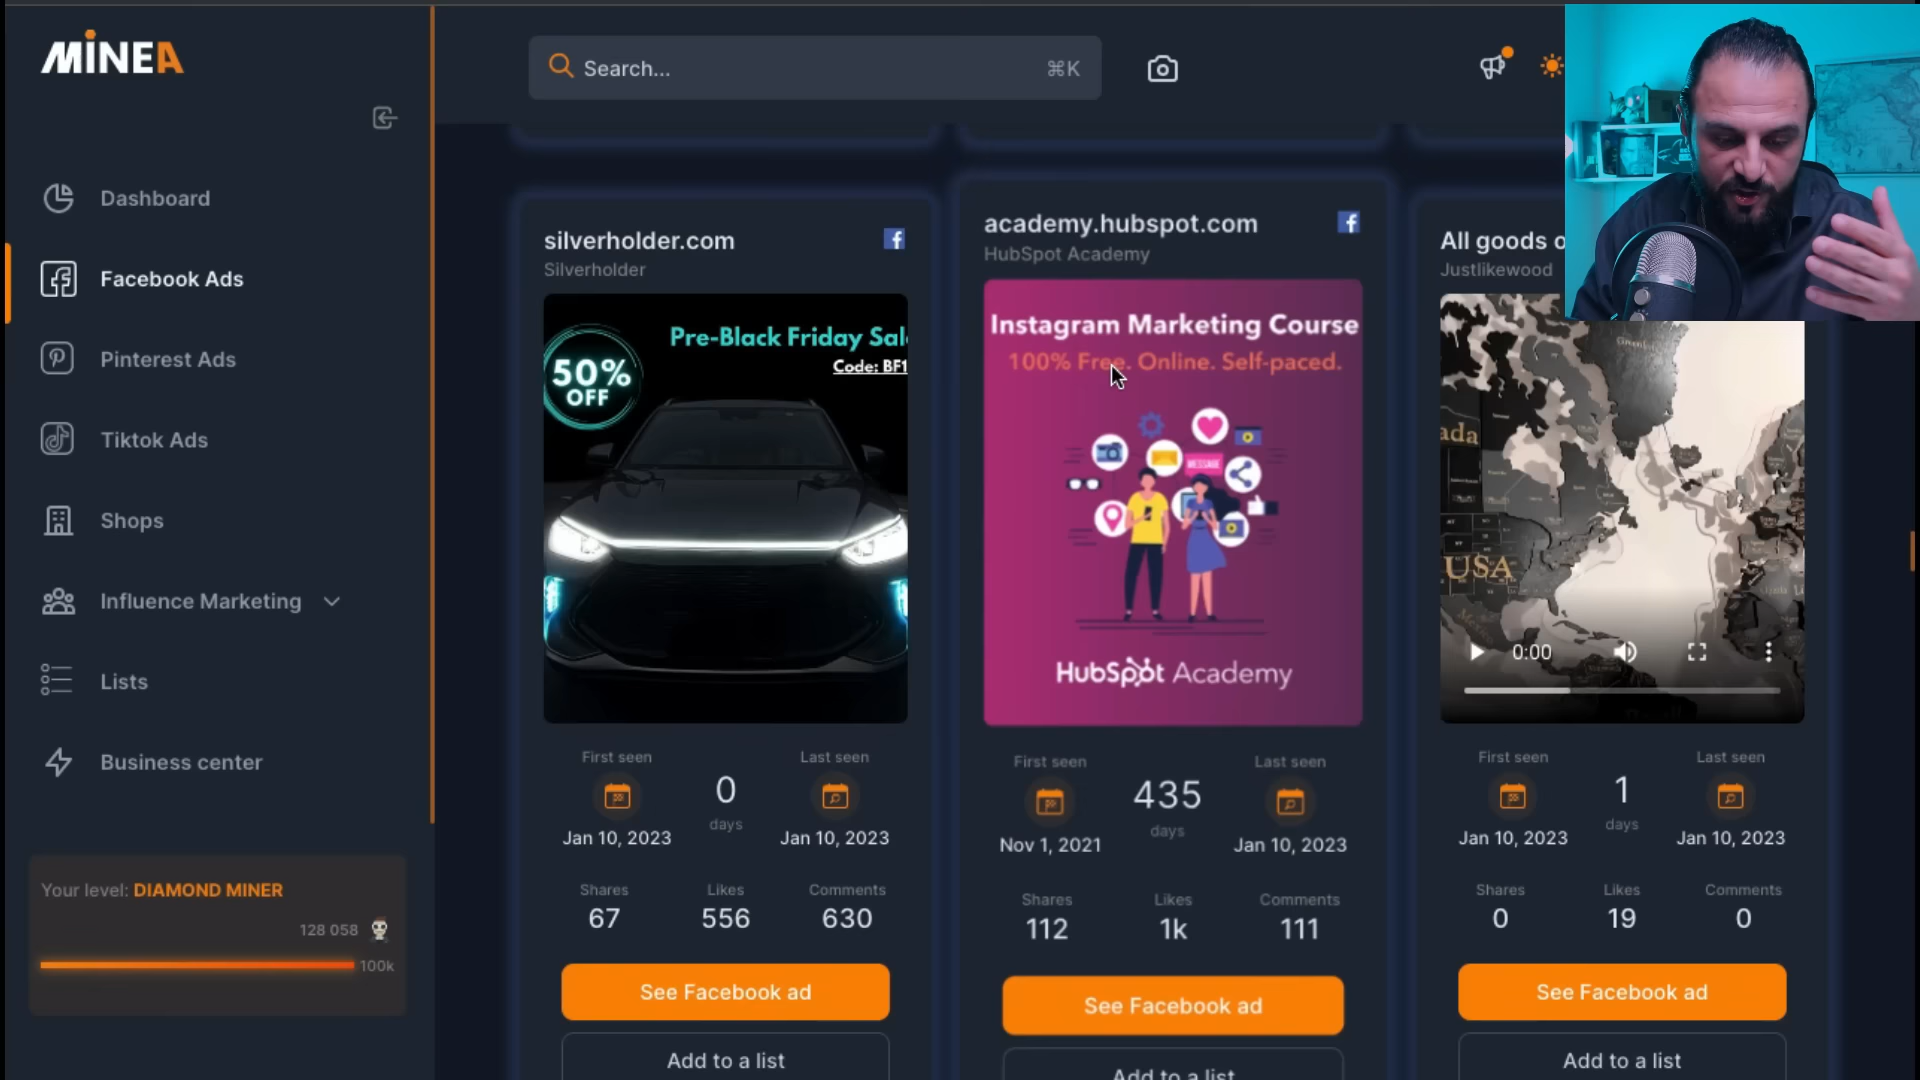 MINEA
Search...
⌘K
Dashboard
Facebook Ads
Pinterest Ads
Tiktok Ads
Shops
Influence Marketing
Lists
Business center
Your level: DIAMOND MINER
128 058
100k
silverholder.com
Silverholder
Pre-Black Friday Sal
Code: BF1
50%
OFF
First seen
0
days
Last seen
Jan 10, 2023
Jan 10, 2023
Shares
Likes
Comments
67
556
630
See Facebook ad
Add to a list
academy.hubspot.com
HubSpot Academy
Instagram Marketing Course
100% Free. Online. Self-paced.
MESSAGE
HubSpot Academy
First seen
435
days
Last seen
Nov 1, 2021
Jan 10, 2023
Shares
Likes
Comments
112
1k
111
See Facebook ad
Add to a list
All goods o
Justlikewood
Greenland
ada
USA
0:00
First seen
1
days
Last seen
Jan 10, 2023
Jan 10, 2023
Shares
Likes
Comments
0
19
0
See Facebook ad
Add to a list